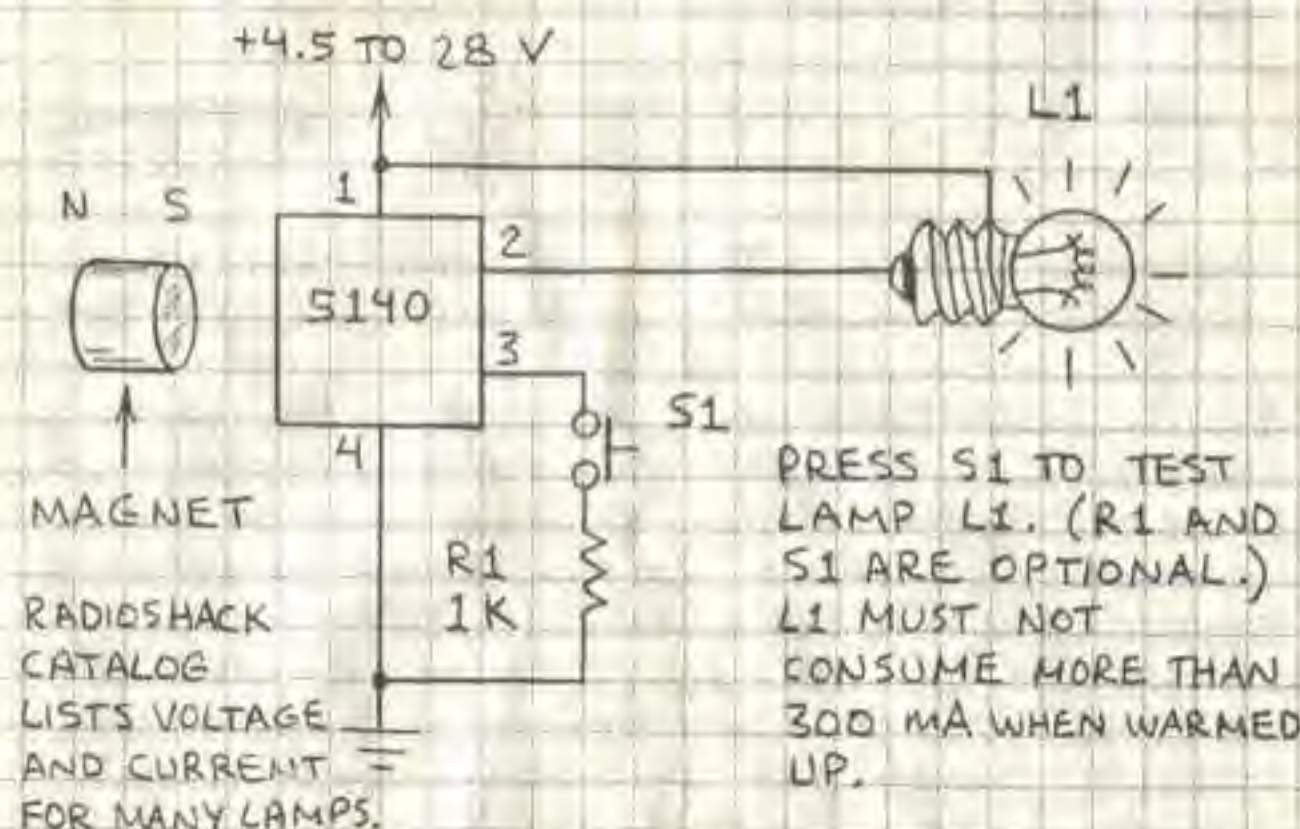 +4.5 TO 28 V
L1
N S
1
2
5140
3
S1
4
MAGNET
R1
1K
PRESS S1 TO TEST
LAMP L1. (R1 AND
S1 ARE OPTIONAL.)
L1 MUST NOT
CONSUME MORE THAN
300 MA WHEN WARMED
UP.
RADIOSHACK
CATALOG
LISTS VOLTAGE
AND CURRENT
FOR MANY LAMPS.